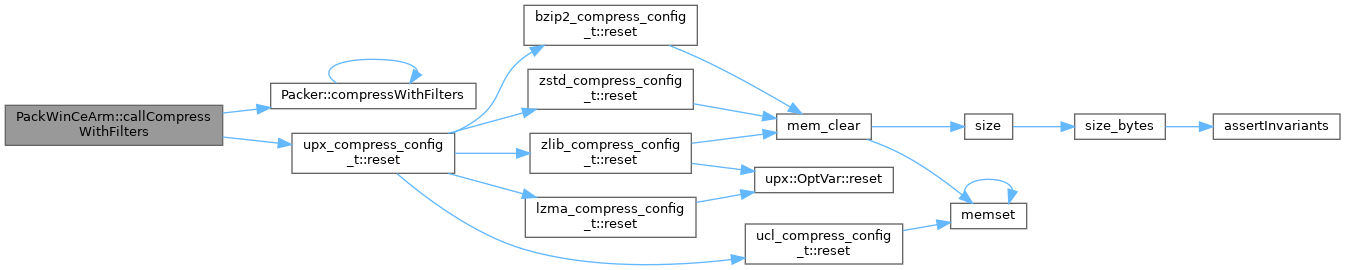 PackWinCeArm::callCompress
WithFilters
Packer::compressWithFilters
upx_compress_config
_t::reset
bzip2_compress_config
_t::reset
zstd_compress_config
_t::reset
zlib_compress_config
_t::reset
lzma_compress_config
_t::reset
ucl_compress_config
_t::reset
mem_clear
upx::OptVar::reset
size
memset
size_bytes
assertInvariants